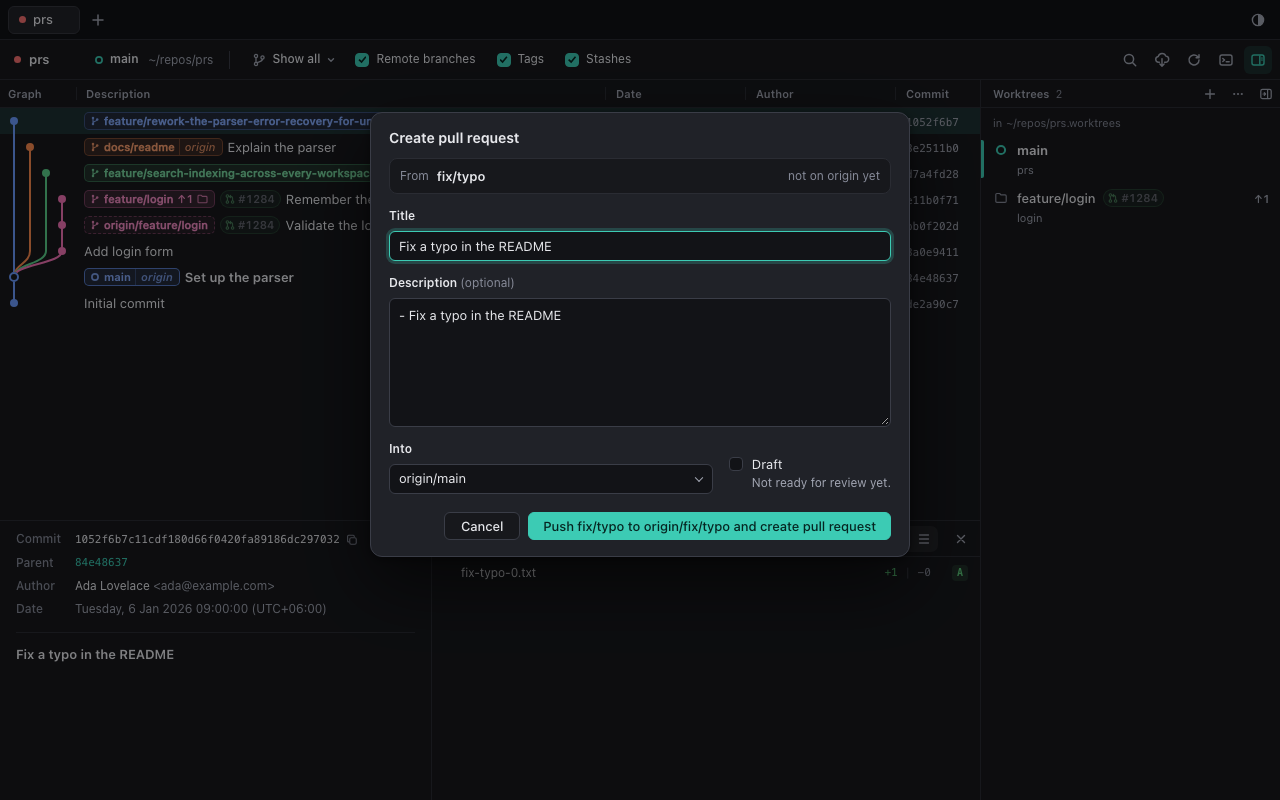 prs
prs main ~/repos/prs Show all Remote branches Tags Stashes
Graph Description Date Author Commit Worktrees 2
in ~/repos/prs.worktrees
feature/rework-the-parser-error-recovery-for-un 1052f6b7
docs/readme origin Explain the parser
feature/search-indexing-across-every-workspac
feature/login ↑1 #1284 Remember the
origin/feature/login #1284 Validate the lo
Add login form
main origin Set up the parser 84e48637
Initial commit
main
prs
feature/login #1284 ↑1
login
Create pull request
From fix/typo not on origin yet
Title
Fix a typo in the README
Description (optional)
- Fix a typo in the README
Into
origin/main
Draft
Not ready for review yet.
Cancel Push fix/typo to origin/fix/typo and create pull request
Commit 1052f6b7c11cdf180d66f0420fa89186dc297032
Parent 84e48637
Author Ada Lovelace <ada@example.com>
Date Tuesday, 6 Jan 2026 09:00:00 (UTC+06:00)
Fix a typo in the README
fix-typo-0.txt +1 −0 A